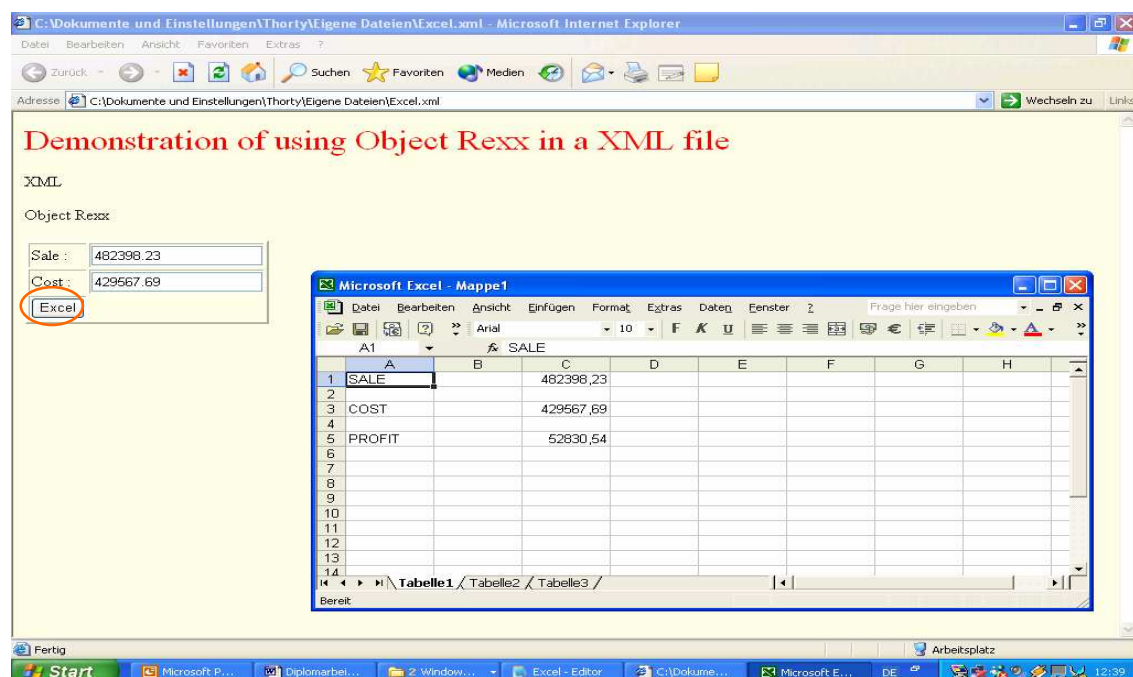 C:\Dokumente und Einstellungen\Thorty\Eigene Dateien\Excel.xml - Microsoft Internet Explorer
Datei Bearbeiten Ansicht Favoriten Extras ?
Zurück Suchen Favoriten Medien
Adresse C:\Dokumente und Einstellungen\Thorty\Eigene Dateien\Excel.xml Wechseln zu Links
Demonstration of using Object Rexx in a XML file
XML
Object Rexx
Sale : 482398.23
Cost : 429567.69
Excel
Microsoft Excel - Mappe1
Datei Bearbeiten Ansicht Einfügen Format Extras Daten Fenster ? Frage hier eingeben
Arial 10 F K U
A1 fx SALE
A B C D E F G H
1 SALE 482398,23
2
3 COST 429567,69
4
5 PROFIT 52830,54
6
7
8
9
10
11
12
13
14
Tabelle1 / Tabelle2 / Tabelle3 /
Bereit
Fertig Arbeitsplatz
Start Microsoft P... Diplomarbei... 2 Window... Excel - Editor C:\Dokume... Microsoft E... DE 12:39